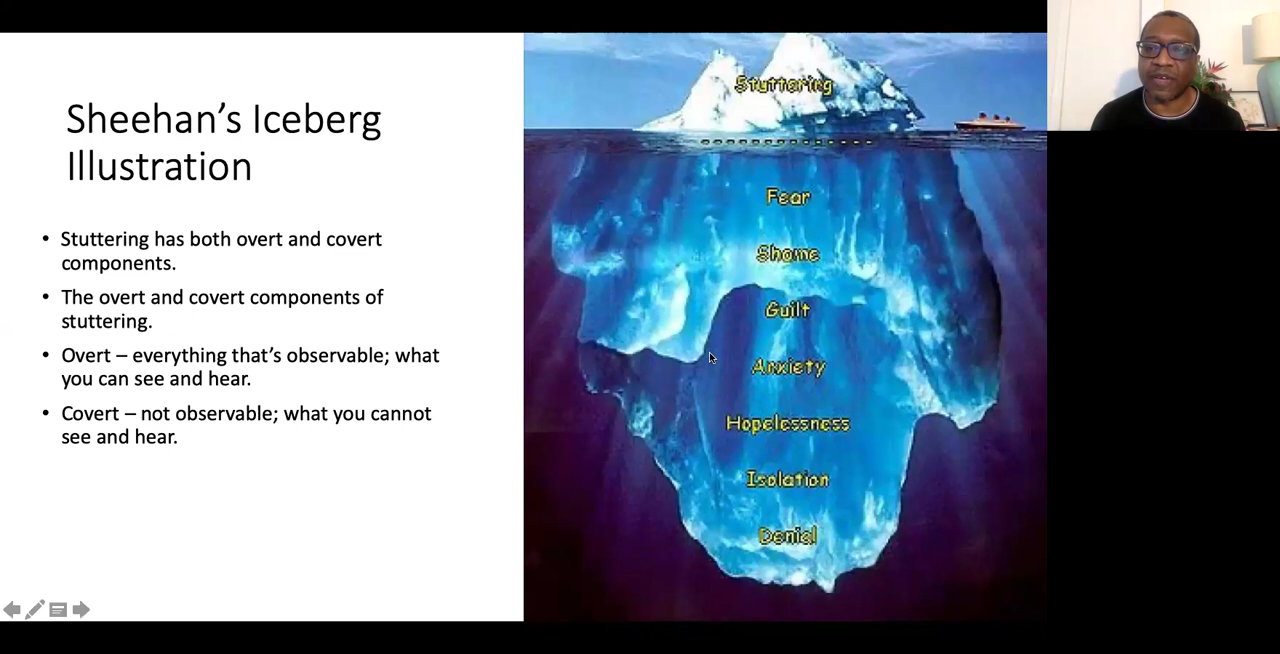 Sheehan's Iceberg
Illustration
• Stuttering has both overt and covert
components.
• The overt and covert components of
stuttering.
• Overt – everything that's observable; what
you can see and hear.
• Covert – not observable; what you cannot
see and hear.
Stuttering
Fear
Shame
Guilt
Anxiety
Hopelessness
Isolation
Denial